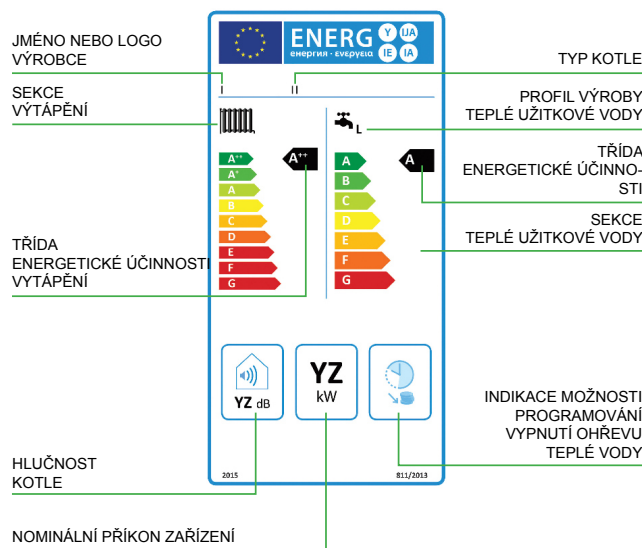 JMÉNO NEBO LOGO
VÝROBCE
SEKCE
VÝTÁPĚNÍ
TŘÍDA
ENERGETICKÉ ÚČINNOSTI
VYTÁPĚNÍ
HLUČNOST
KOTLE
NOMINÁLNÍ PŘÍKON ZAŘÍZENÍ
ENERG
енергия · ενεργεια
Y IJA
IE IA
I II
L
A++
A+
A
B
C
D
E
F
G
A++
A
B
C
D
E
F
G
A
YZ dB
YZ
kW
2015
811/2013
TYP KOTLE
PROFIL VÝROBY
TEPLÉ UŽITKOVÉ VODY
TŘÍDA
ENERGETICKÉ ÚČINNO-
STI
SEKCE
TEPLÉ UŽITKOVÉ VODY
INDIKACE MOŽNOSTI
PROGRAMOVÁNÍ
VYPNUTÍ OHŘEVU
TEPLÉ VODY